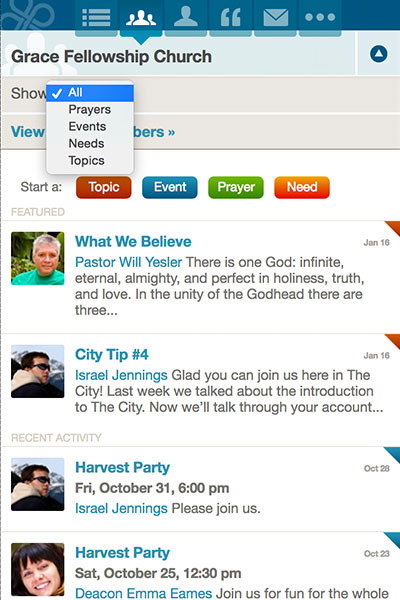 Grace Fellowship Church
Show
✓ All
Prayers
Events
Needs
Topics
View bers »
Start a: Topic Event Prayer Need
FEATURED
What We Believe Jan 16
Pastor Will Yesler There is one God: infinite,
eternal, almighty, and perfect in holiness, truth,
and love. In the unity of the Godhead there are
three...
City Tip #4 Jan 16
Israel Jennings Glad you can join us here in The
City! Last week we talked about the introduction
to The City. Now we’ll talk through your account...
RECENT ACTIVITY
Harvest Party Oct 28
Fri, October 31, 6:00 pm
Israel Jennings Please join us.
Harvest Party Oct 23
Sat, October 25, 12:30 pm
Deacon Emma Eames Join us for fun for the whole